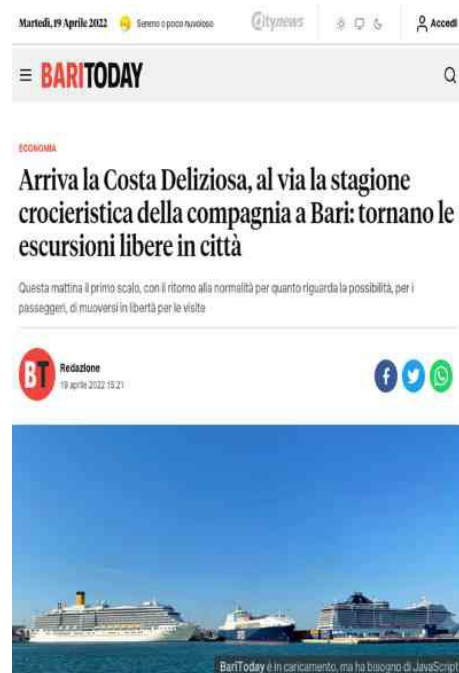 Martedì, 19 Aprile 2022 Sereno o poco nuvoloso Citynews Accedi
BARITODAY
ECONOMIA
Arriva la Costa Deliziosa, al via la stagione
crocieristica della compagnia a Bari: tornano le
escursioni libere in città
Questa mattina il primo scalo, con il ritorno alla normalità per quanto riguarda la possibilità, per i
passeggeri, di muoversi in libertà per le visite
BT
Redazione
19 aprile 2022 15:21
BariToday è in caricamento, ma ha bisogno di JavaScript